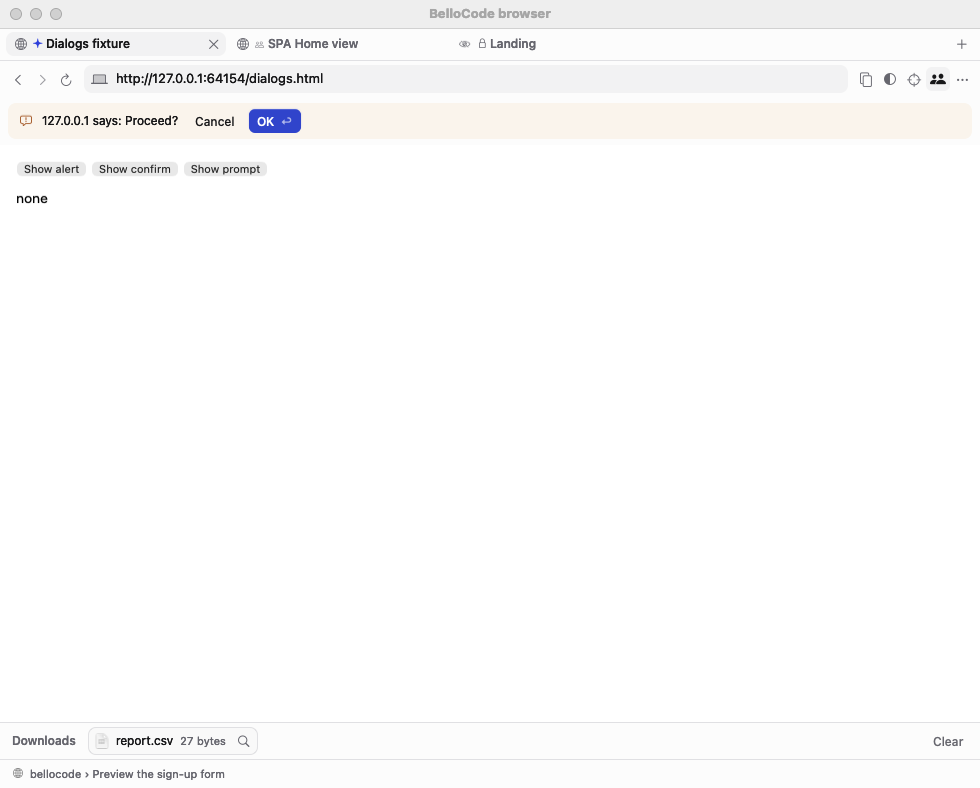 BelloCode browser
Dialogs fixture
SPA Home view
Landing
http://127.0.0.1:64154/dialogs.html
127.0.0.1 says: Proceed? Cancel OK
Show alert Show confirm Show prompt
none
Downloads report.csv 27 bytes Clear
bellocode › Preview the sign-up form